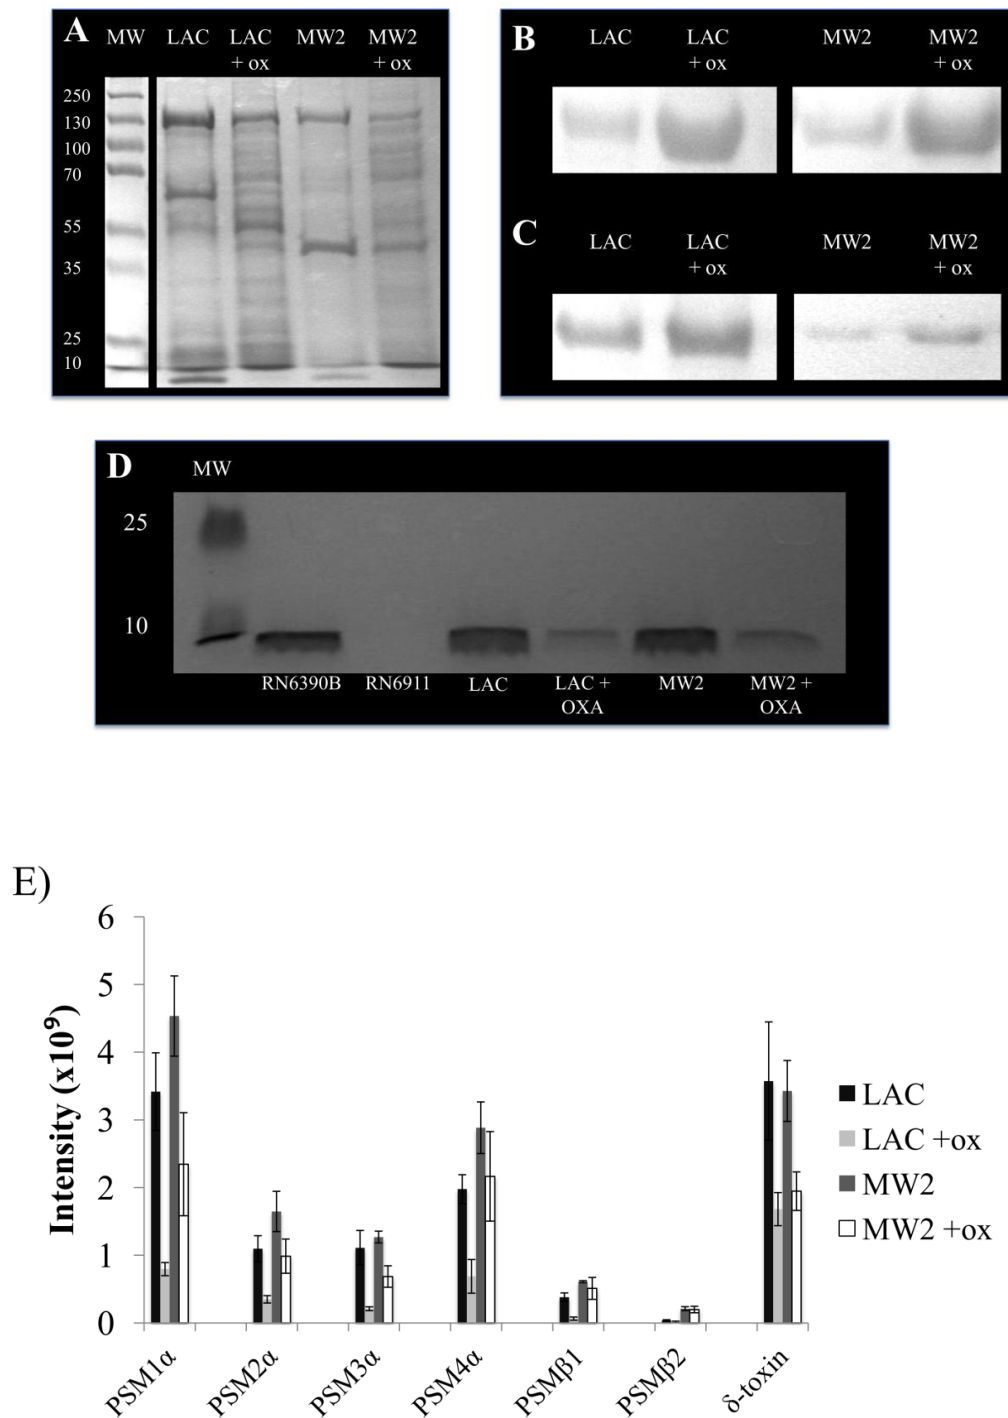 A
MW LAC LAC + ox MW2 MW2 + ox
250
130
100
70
55
35
25
10
B
LAC LAC + ox MW2 MW2 + ox
C
LAC LAC + ox MW2 MW2 + ox
D
MW
25
10
RN6390B RN6911 LAC LAC + OXA MW2 MW2 + OXA
E)
Intensity (x10⁹)
6
5
4
3
2
1
0
PSM1α PSM2α PSM3α PSM4α PSMβ1 PSMβ2 δ-toxin
LAC
LAC +ox
MW2
MW2 +ox